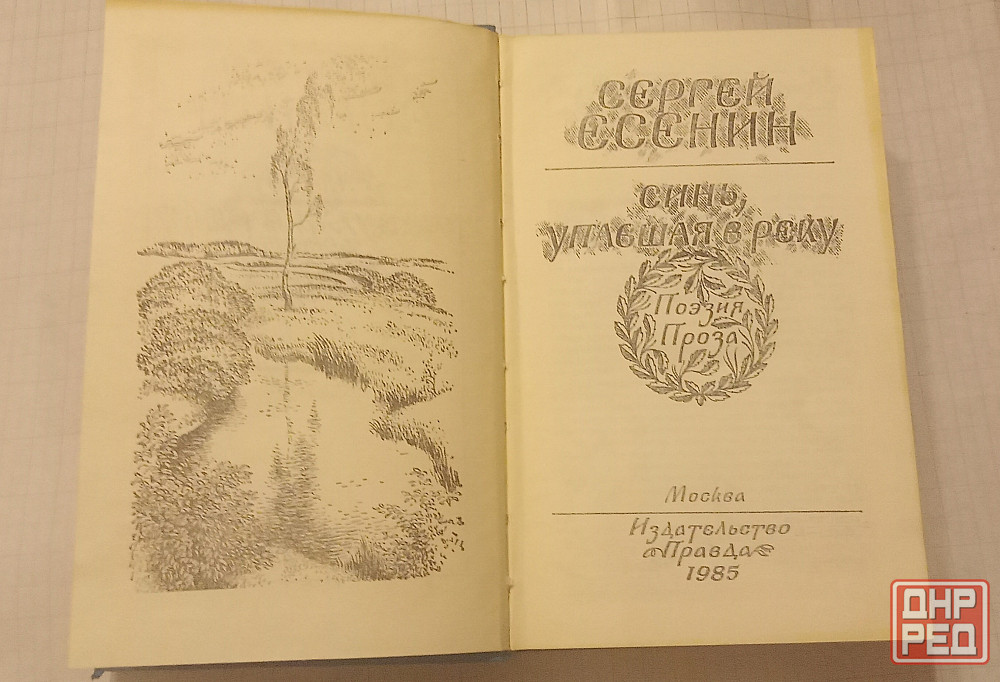 СЕРГЕЙ
ЕСЕНИН
СИНЬ,
УПАВШАЯ В РЕКУ
Поэзия
Проза
Москва
Издательство
Правда
1985
ДНР
РЕД